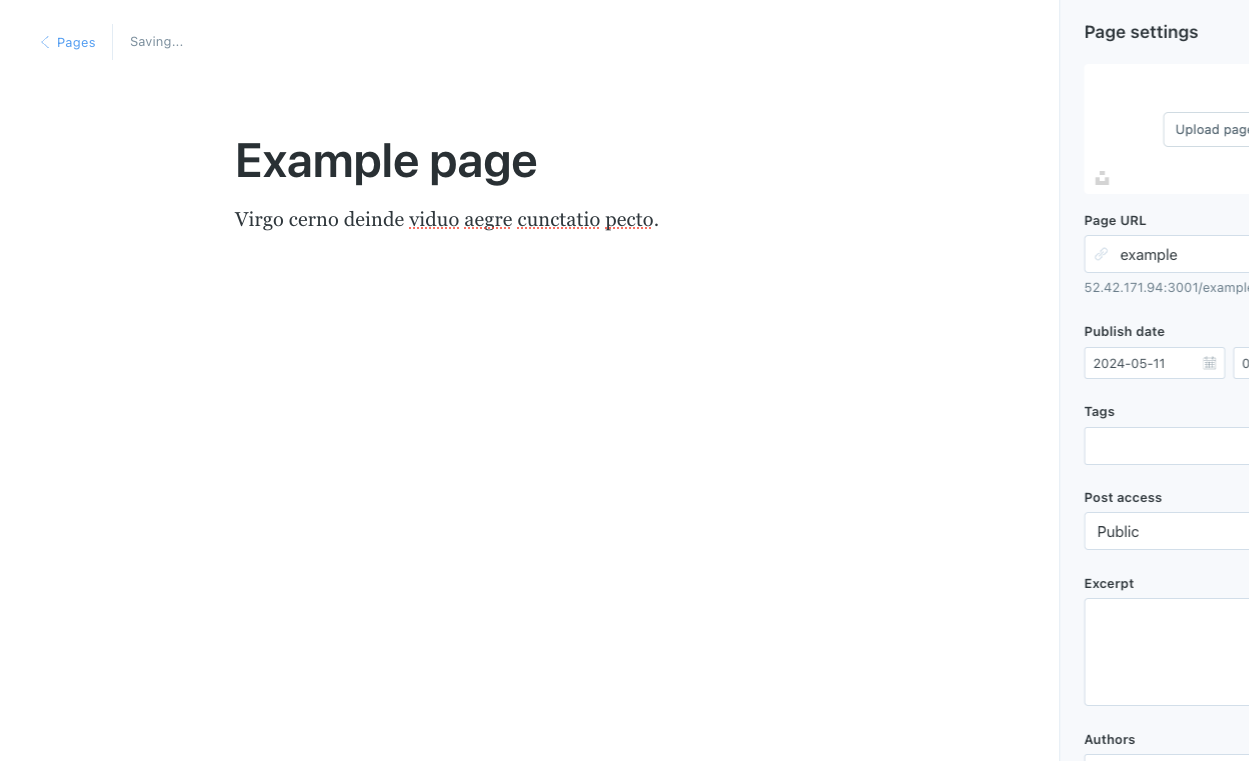 Pages
Saving...
Example page
Virgo cerno deinde viduo aegre cunctatio pecto.
Page settings
Upload page
Page URL
example
52.42.171.94:3001/example
Publish date
2024-05-11
0
Tags
Post access
Public
Excerpt
Authors